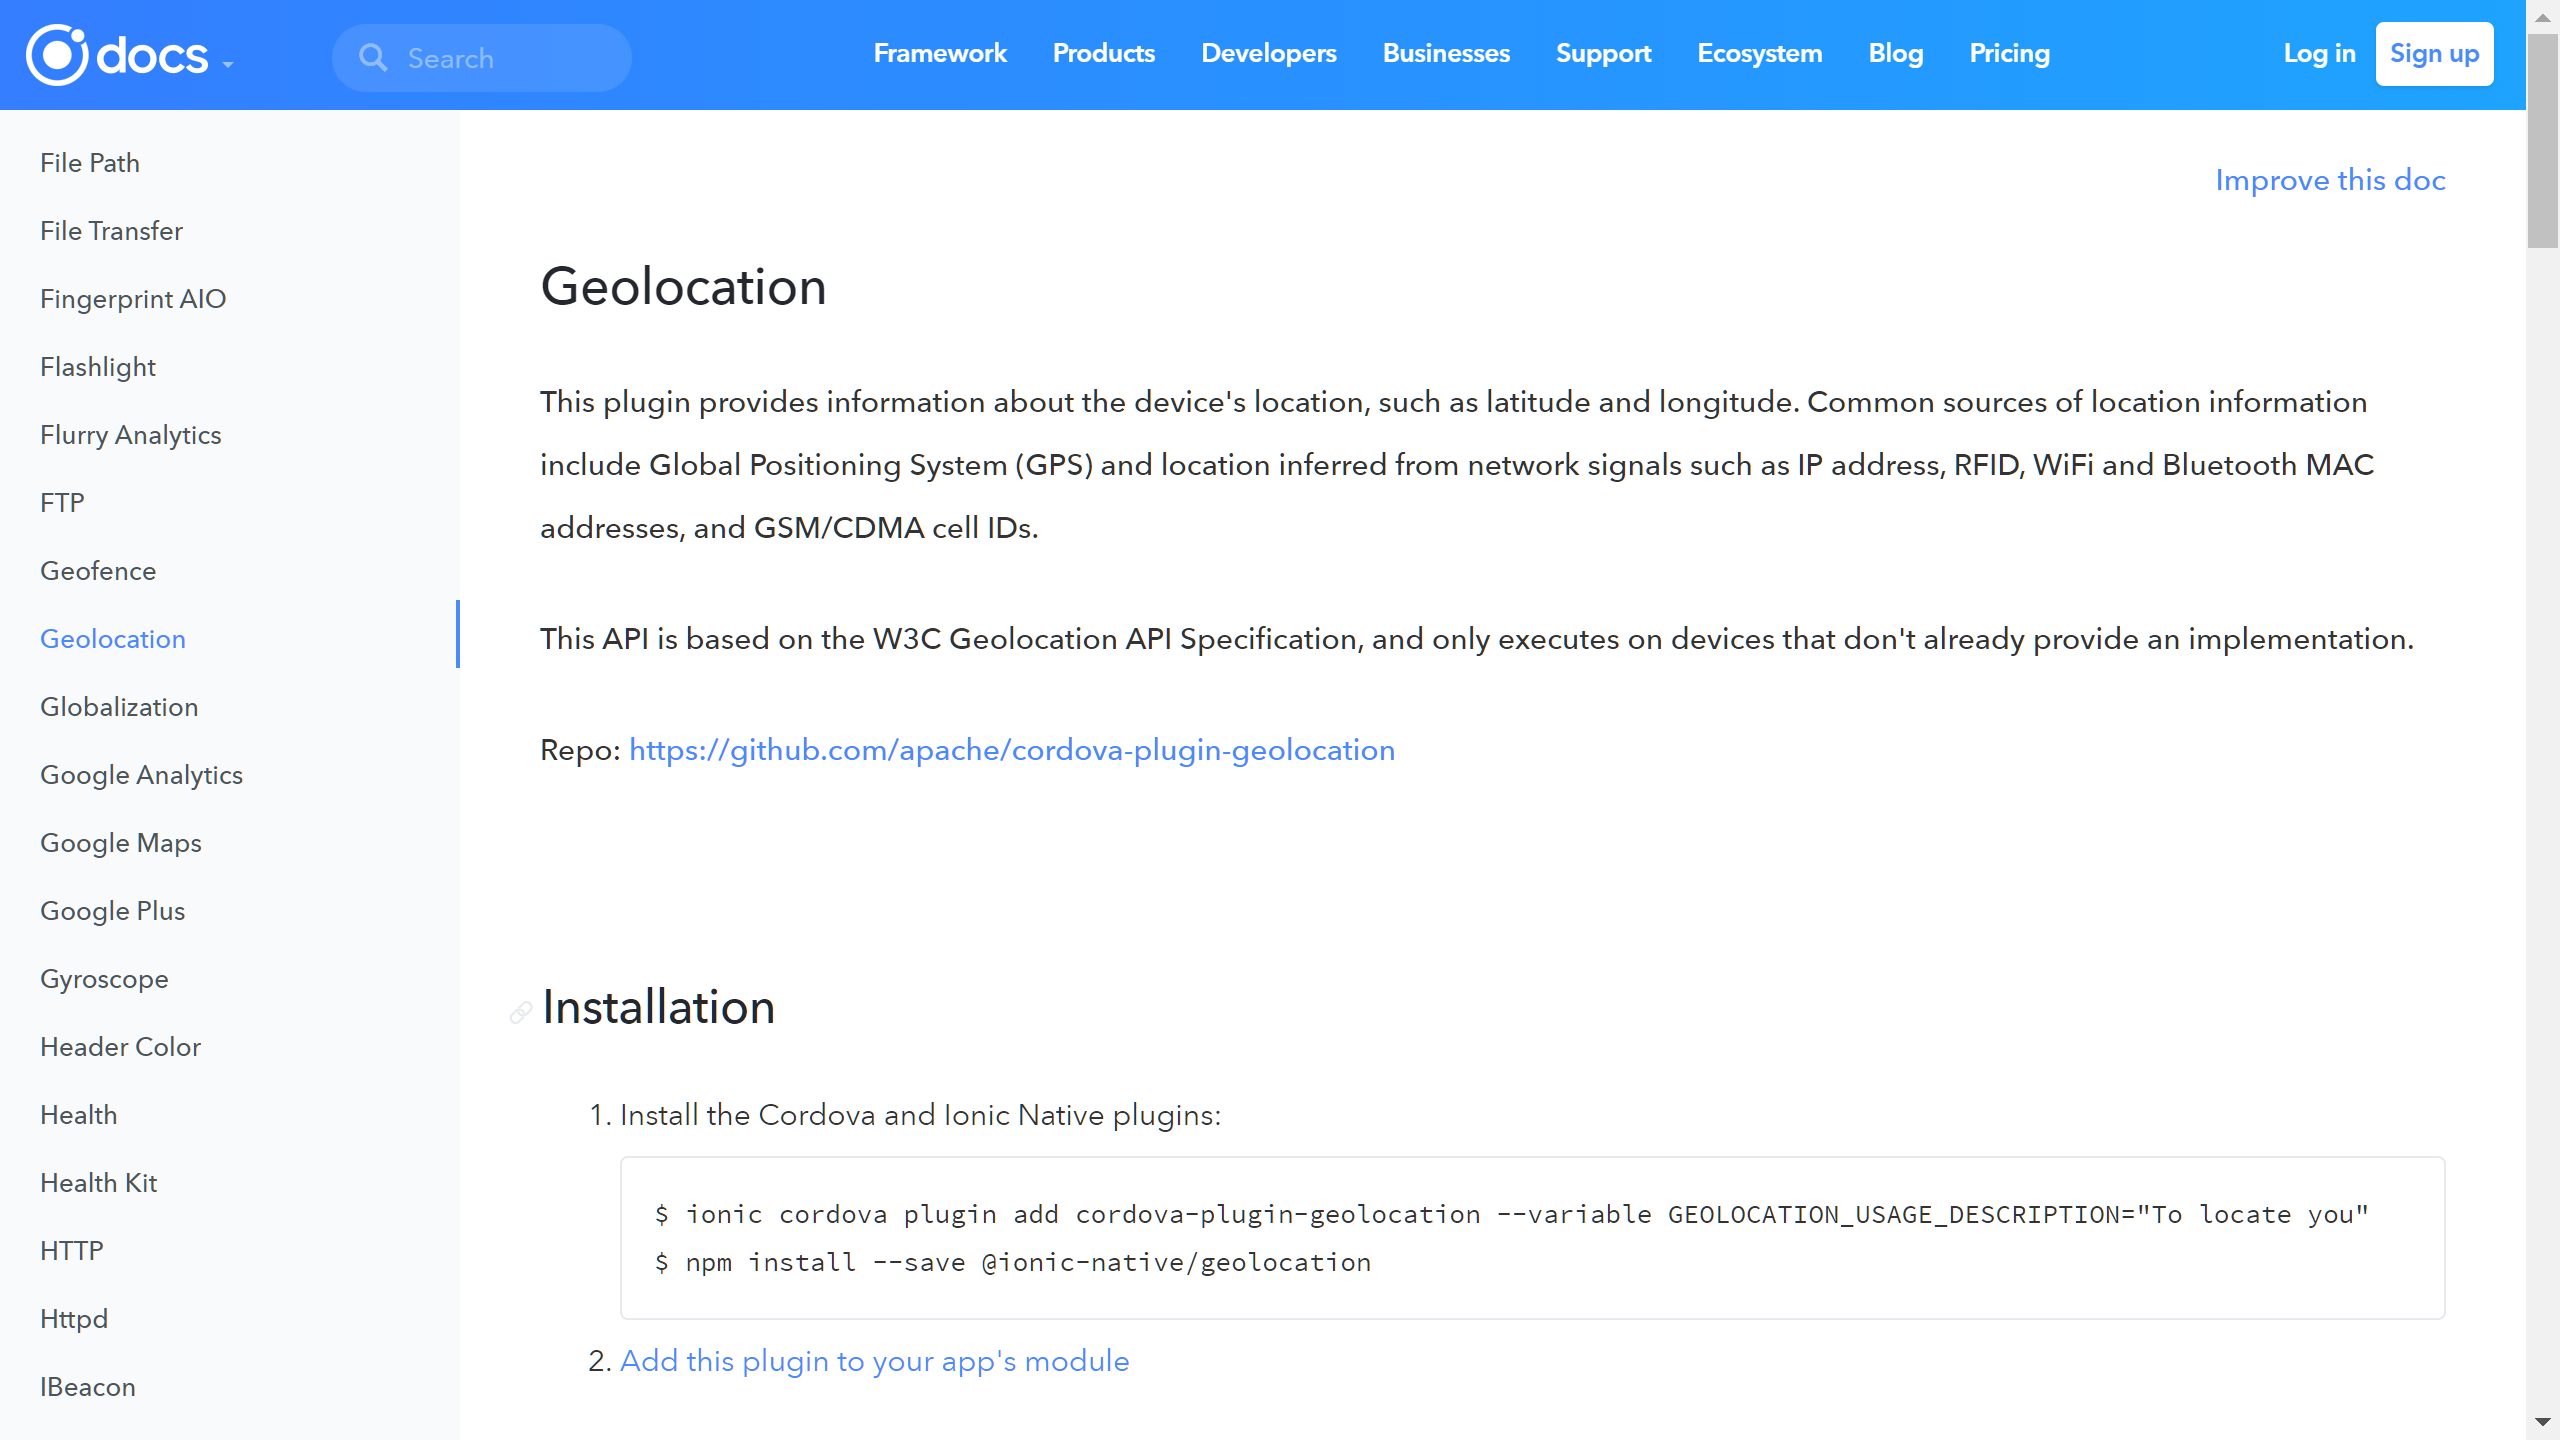 docs
Search
Framework
Products
Developers
Businesses
Support
Ecosystem
Blog
Pricing
Log in
Sign up
File Path
File Transfer
Fingerprint AIO
Flashlight
Flurry Analytics
FTP
Geofence
Geolocation
Globalization
Google Analytics
Google Maps
Google Plus
Gyroscope
Header Color
Health
Health Kit
HTTP
Httpd
IBeacon
Improve this doc
Geolocation
This plugin provides information about the device's location, such as latitude and longitude. Common sources of location information
include Global Positioning System (GPS) and location inferred from network signals such as IP address, RFID, WiFi and Bluetooth MAC
addresses, and GSM/CDMA cell IDs.
This API is based on the W3C Geolocation API Specification, and only executes on devices that don't already provide an implementation.
Repo: https://github.com/apache/cordova-plugin-geolocation
Installation
1. Install the Cordova and Ionic Native plugins:
$ ionic cordova plugin add cordova-plugin-geolocation --variable GEOLOCATION_USAGE_DESCRIPTION="To locate you"
$ npm install --save @ionic-native/geolocation
2. Add this plugin to your app's module